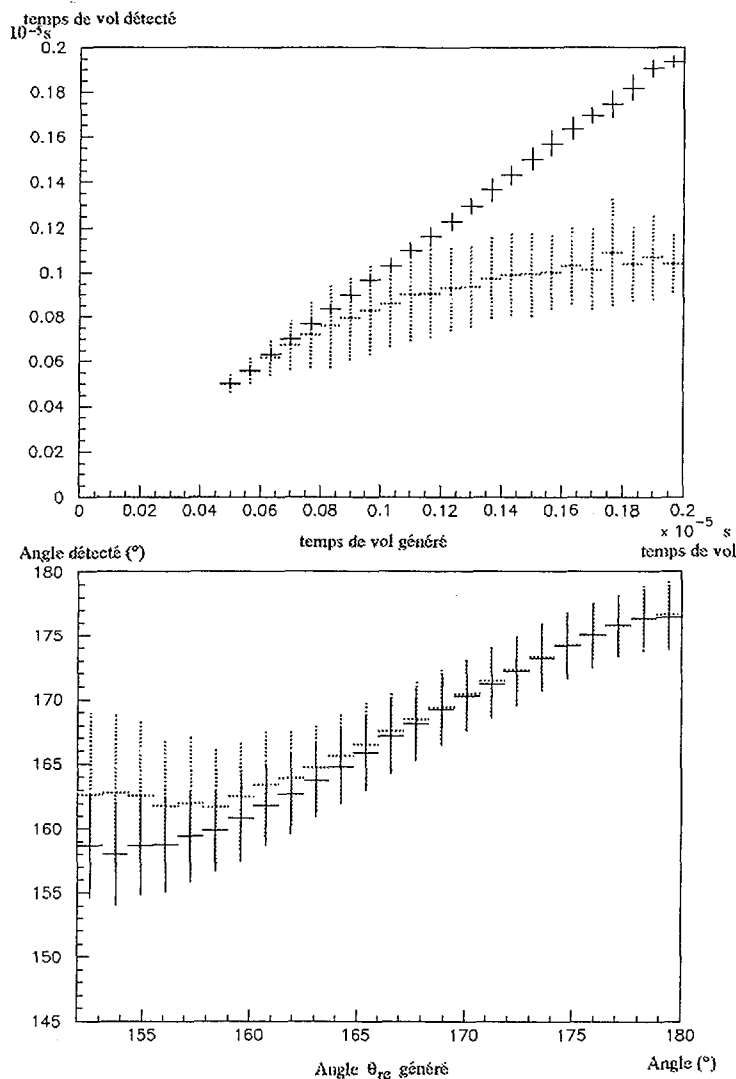 temps de vol détecté
10⁻⁵s
0.2
0.18
0.16
0.14
0.12
0.1
0.08
0.06
0.04
0.02
0
0 0.02 0.04 0.06 0.08 0.1 0.12 0.14 0.16 0.18 0.2
× 10⁻⁵ s
temps de vol généré
temps de vol
Angle détecté (°)
180
175
170
165
160
155
150
145
155 160 165 170 175 180
Angle θre généré
Angle (°)